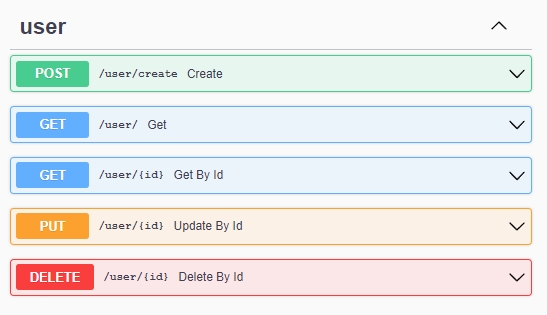 user
POST /user/create Create
GET /user/ Get
GET /user/{id} Get By Id
PUT /user/{id} Update By Id
DELETE /user/{id} Delete By Id